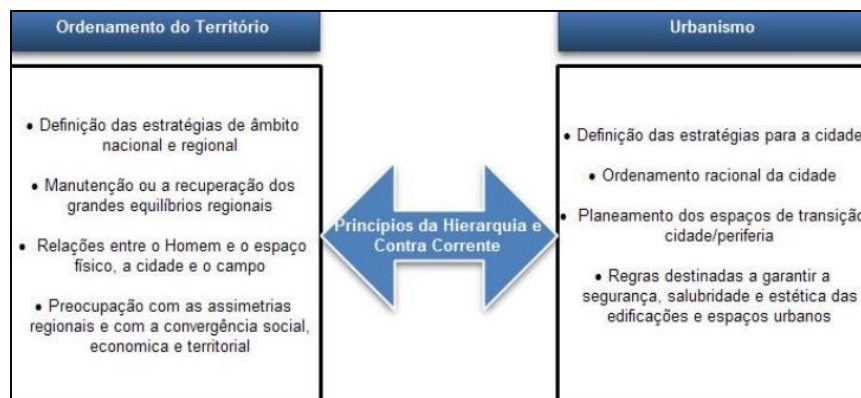 Ordenamento do Território
• Definição das estratégias de âmbito
nacional e regional
• Manutenção ou a recuperação dos
grandes equilíbrios regionais
• Relações entre o Homem e o espaço
físico, a cidade e o campo
• Preocupação com as assimetrias
regionais e com a convergência social,
economica e territorial
Princípios da Hierarquia e
Contra Corrente
Urbanismo
• Definição das estratégias para a cidade
• Ordenamento racional da cidade
• Planeamento dos espaços de transição
cidade/periferia
• Regras destinadas a garantir a
segurança, salubridade e estética das
edificações e espaços urbanos